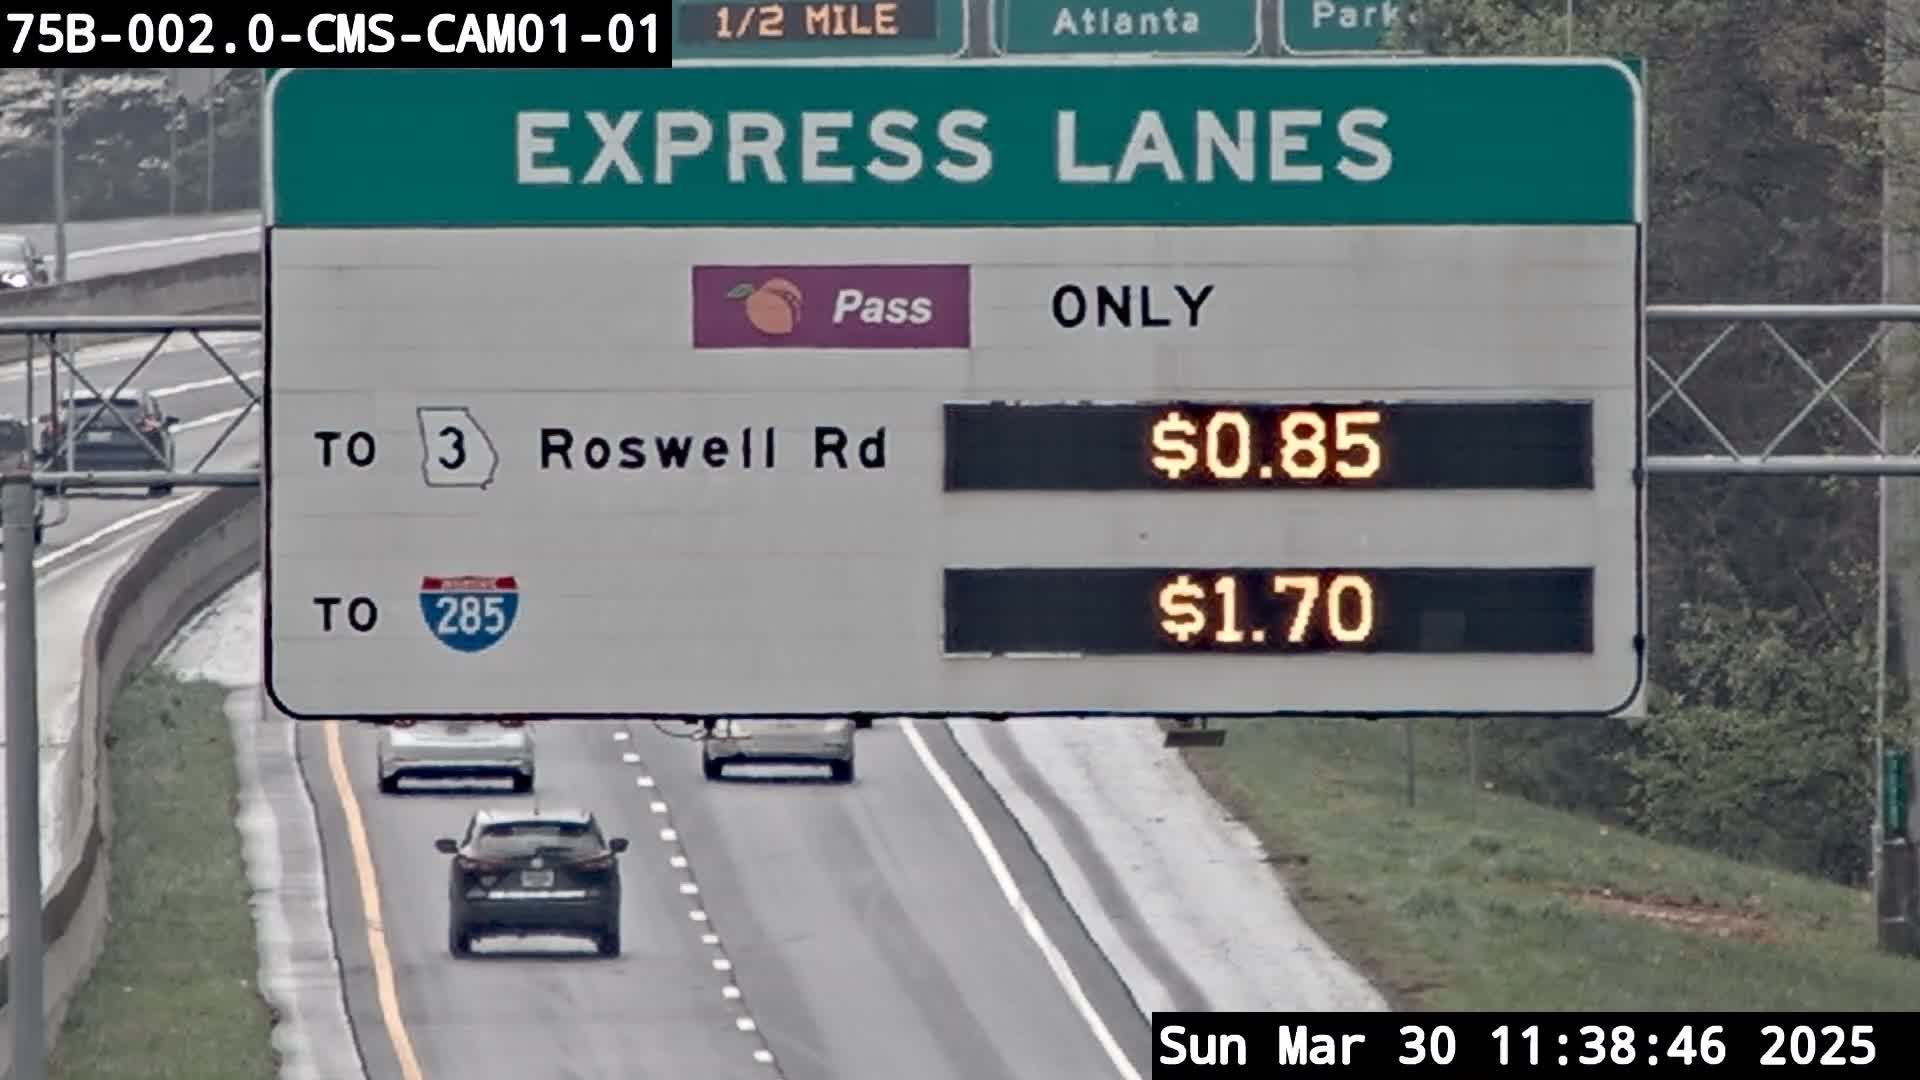 75B-002.0-CMS-CAM01-01
1/2 MILE
Atlanta
Park
EXPRESS LANES
Pass ONLY
TO 3 Roswell Rd $0.85
TO 285 $1.70
Sun Mar 30 11:38:46 2025